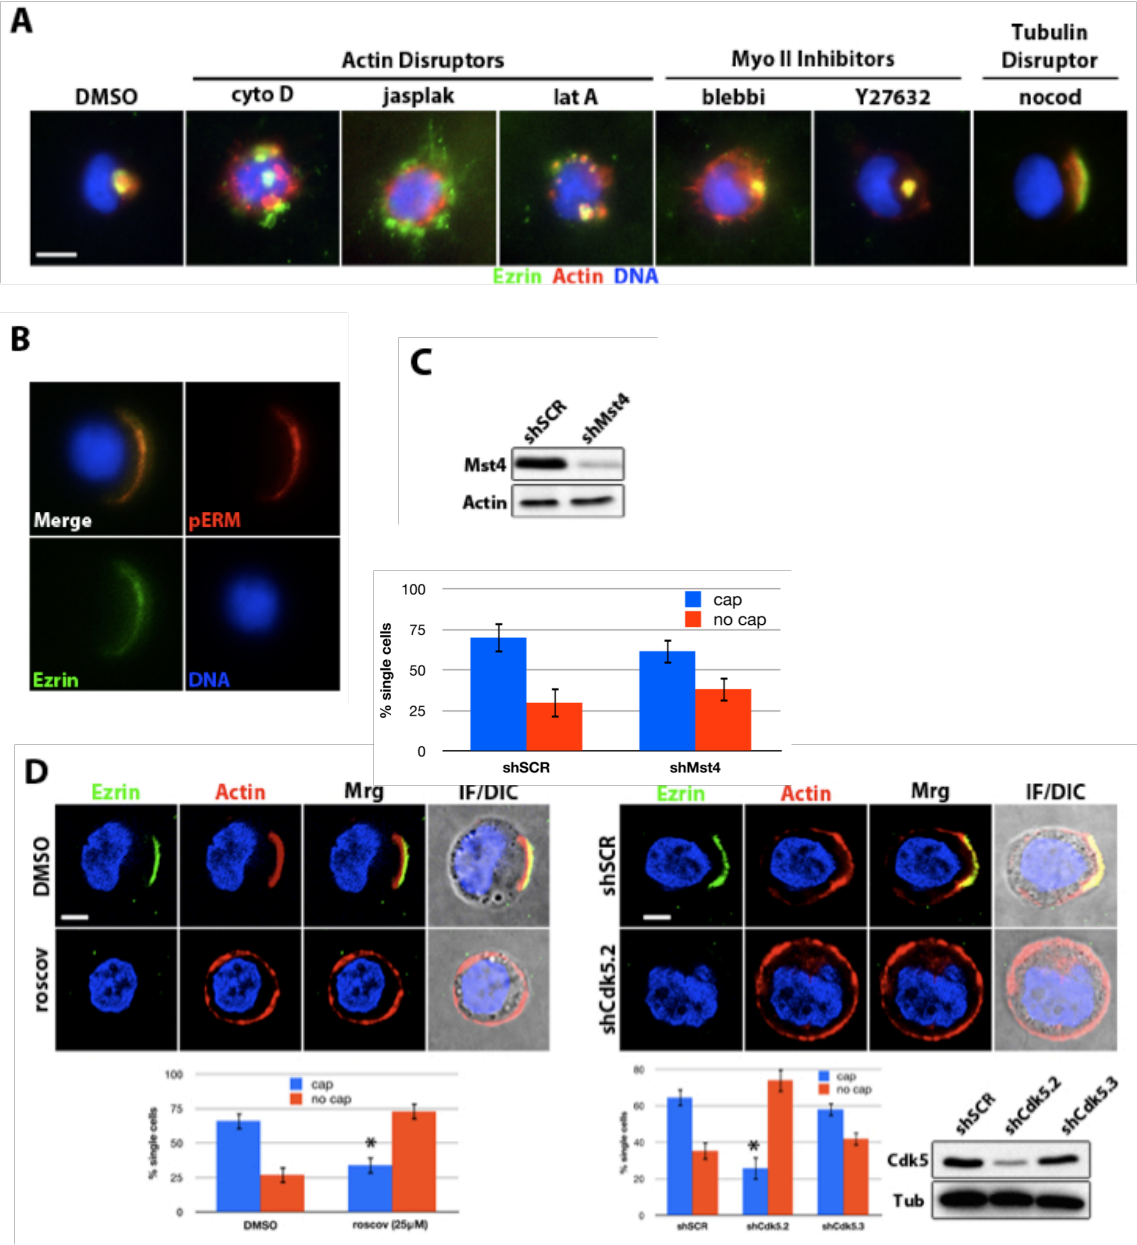 A
Actin Disruptors
Myo II Inhibitors
Tubulin
Disruptor
DMSO
cyto D
jasplak
lat A
blebbi
Y27632
nocod
Ezrin Actin DNA
B
Merge
pERM
Ezrin
DNA
C
shSCR
shMst4
Mst4
Actin
100
75
50
25
0
% single cells
cap
no cap
shSCR
shMst4
D
Ezrin
Actin
Mrg
IF/DIC
DMSO
roscov
Ezrin
Actin
Mrg
IF/DIC
shSCR
shCdk5.2
100
75
50
25
0
% single cells
cap
no cap
*
DMSO
roscov (25µM)
80
60
40
20
0
% single cells
cap
no cap
*
shSCR
shCdk5.2
shCdk5.3
shSCR
shCdk5.2
shCdk5.3
Cdk5
Tub